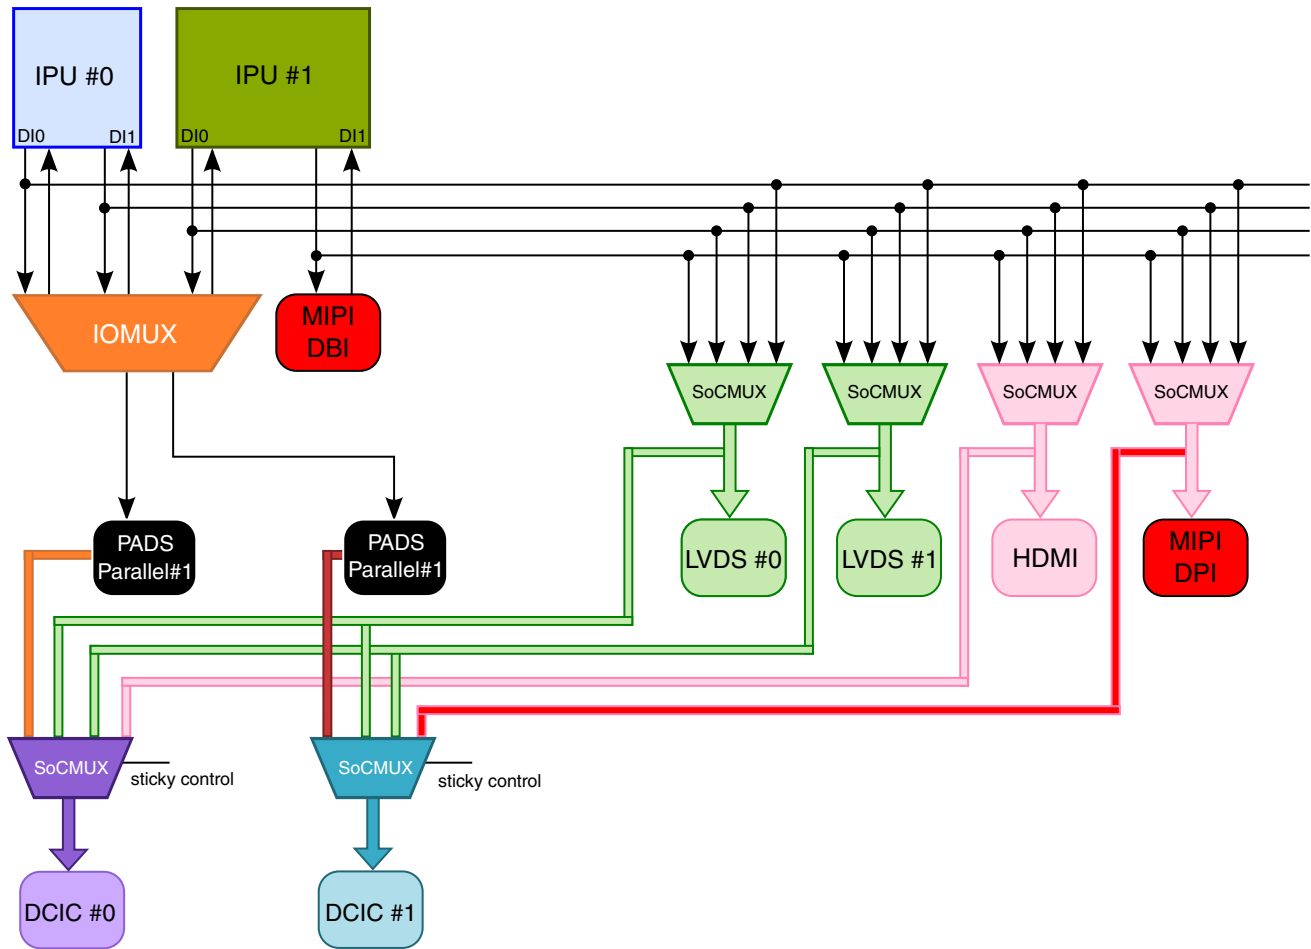 IPU #0
IPU #1
DI0
DI1
DI0
DI1
IOMUX
MIPI
DBI
SoCMUX
SoCMUX
SoCMUX
SoCMUX
PADS
Parallel#1
PADS
Parallel#1
LVDS #0
LVDS #1
HDMI
MIPI
DPI
SoCMUX
sticky control
SoCMUX
sticky control
DCIC #0
DCIC #1